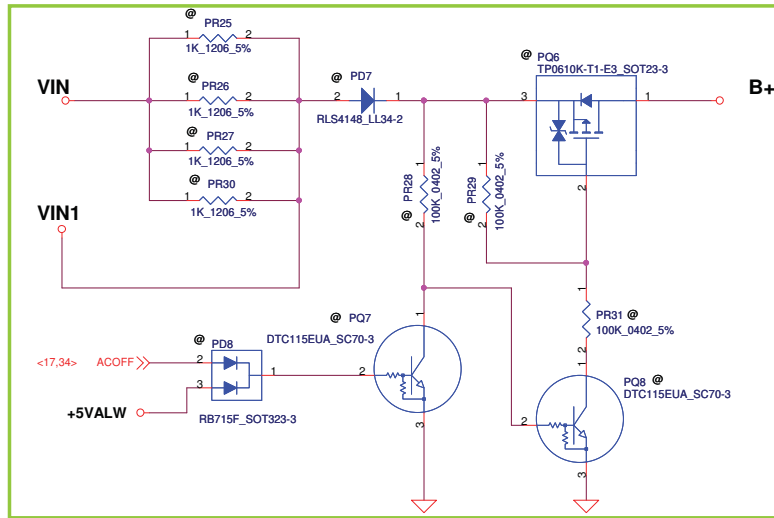 @ PR25
1 2
1K_1206_5%
VIN
@ PR26
1 2
1K_1206_5%
@ PR27
1 2
1K_1206_5%
@ PR30
1 2
1K_1206_5%
VIN1
@ PD7
2 1
RLS4148_LL34-2
@ PQ6
TP0610K-T1-E3_SOT23-3
3 1
2
B+
1
PR28
100K_0402_5%
@
2
1
PR29
100K_0402_5%
@
2
1
PR31 @
100K_0402_5%
2
@ PQ7
DTC115EUA_SC70-3
1
2
3
<17,34> ACOFF
@ PD8
2
3
1
+5VALW
RB715F_SOT323-3
1
PQ8 @
DTC115EUA_SC70-3
2
3